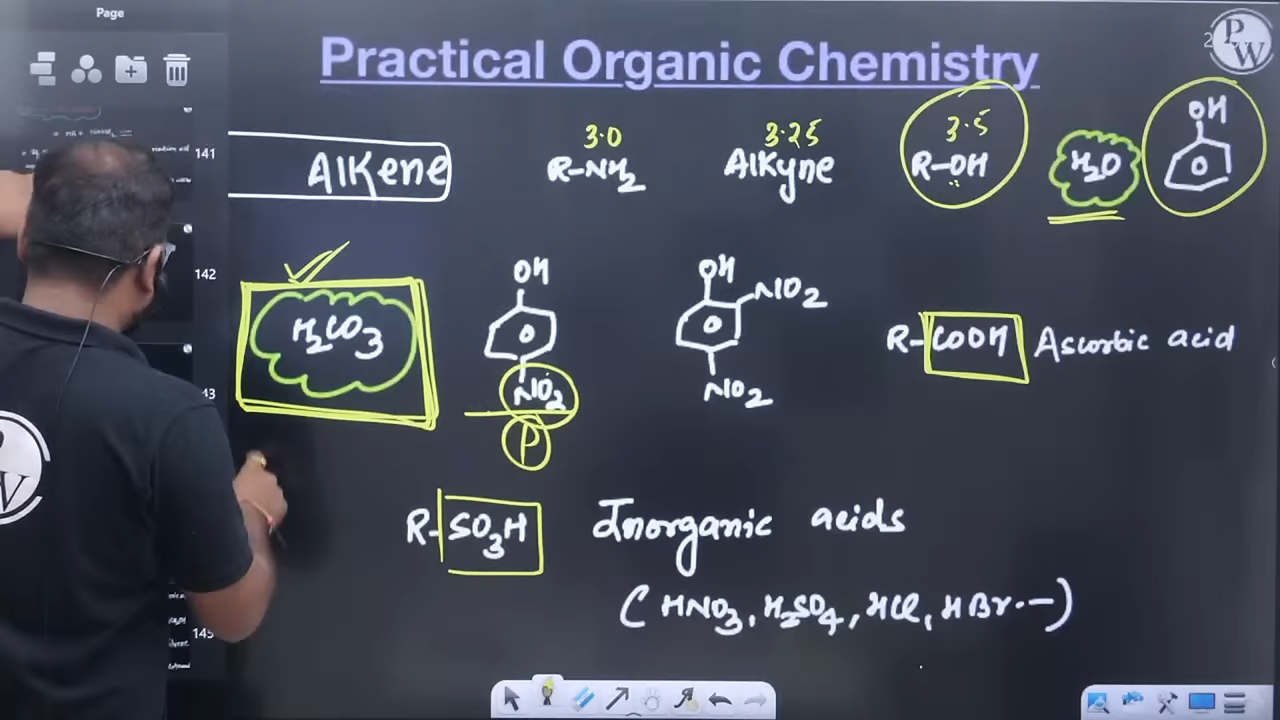 Page
Practical Organic Chemistry
PW
141
3.0 3.25 3.5 OH
Alkene R-NH2 Alkyne R-OH H2O
142
OH OH
NO2
H2CO3 R-COOH Ascorbic acid
NO2 NO2
43
P
R-SO3H Inorganic acids
(HNO3, H2SO4, HCl, HBr--)
145